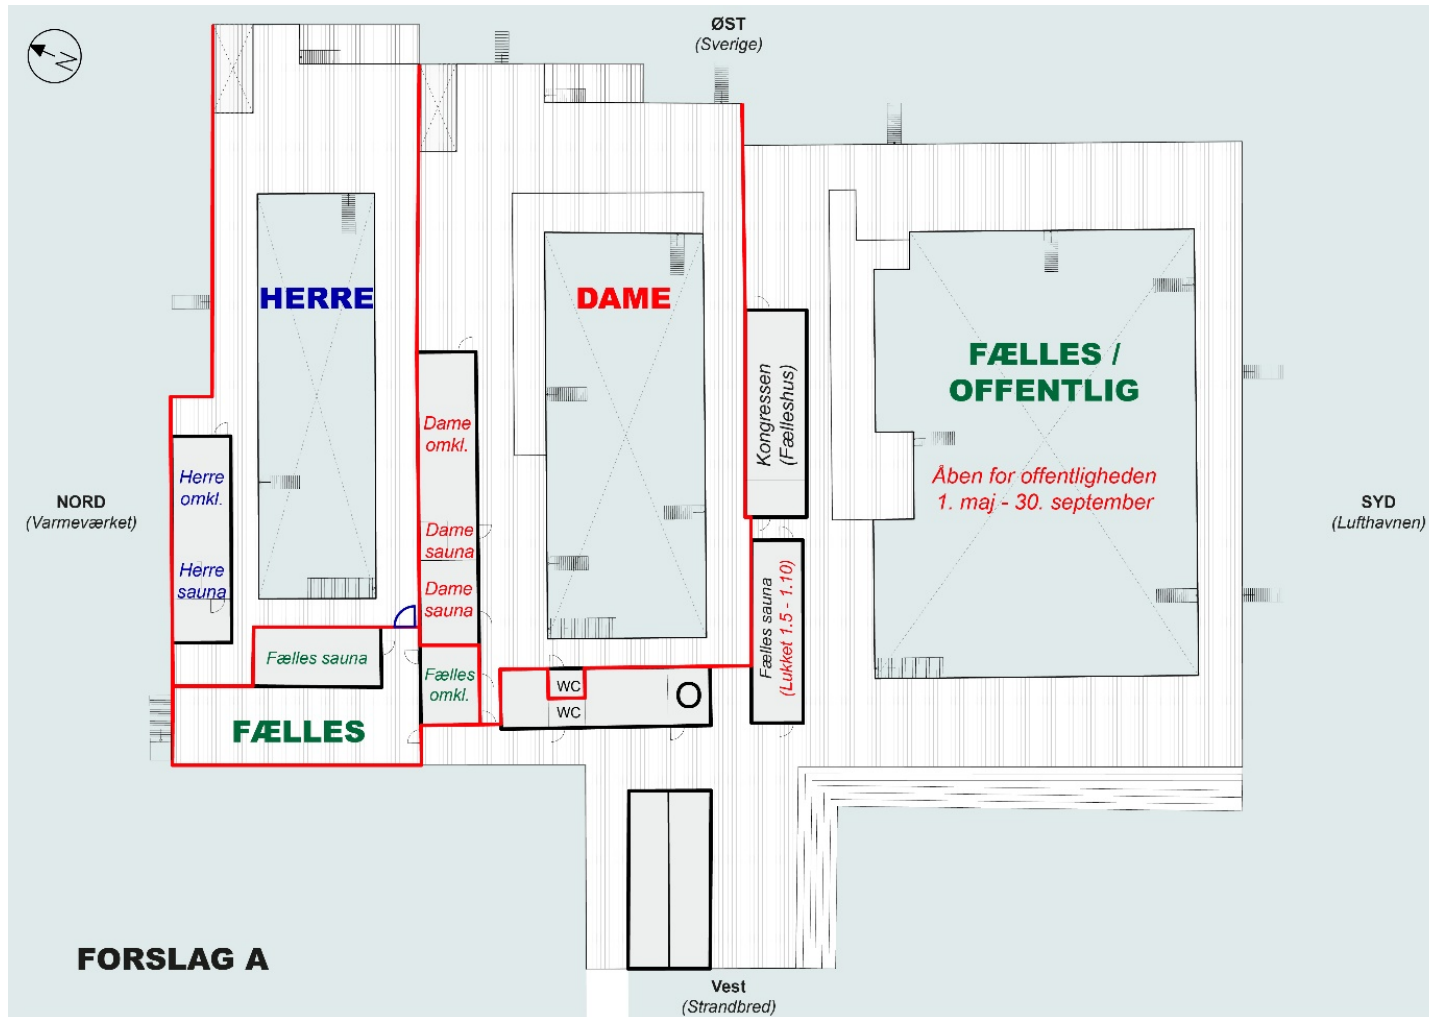 ØST
(Sverige)
N
HERRE
DAME
FÆLLES /
OFFENTLIG
Åben for offentligheden
1. maj - 30. september
Kongressen
(Fælleshus)
Dame
omkl.
Dame
sauna
Dame
sauna
Herre
omkl.
Herre
sauna
NORD
(Varmeværket)
SYD
(Lufthavnen)
Fælles sauna
(Lukket 1.5 - 1.10)
Fælles sauna
Fælles
omkl.
WC
WC
FÆLLES
FORSLAG A
Vest
(Strandbred)